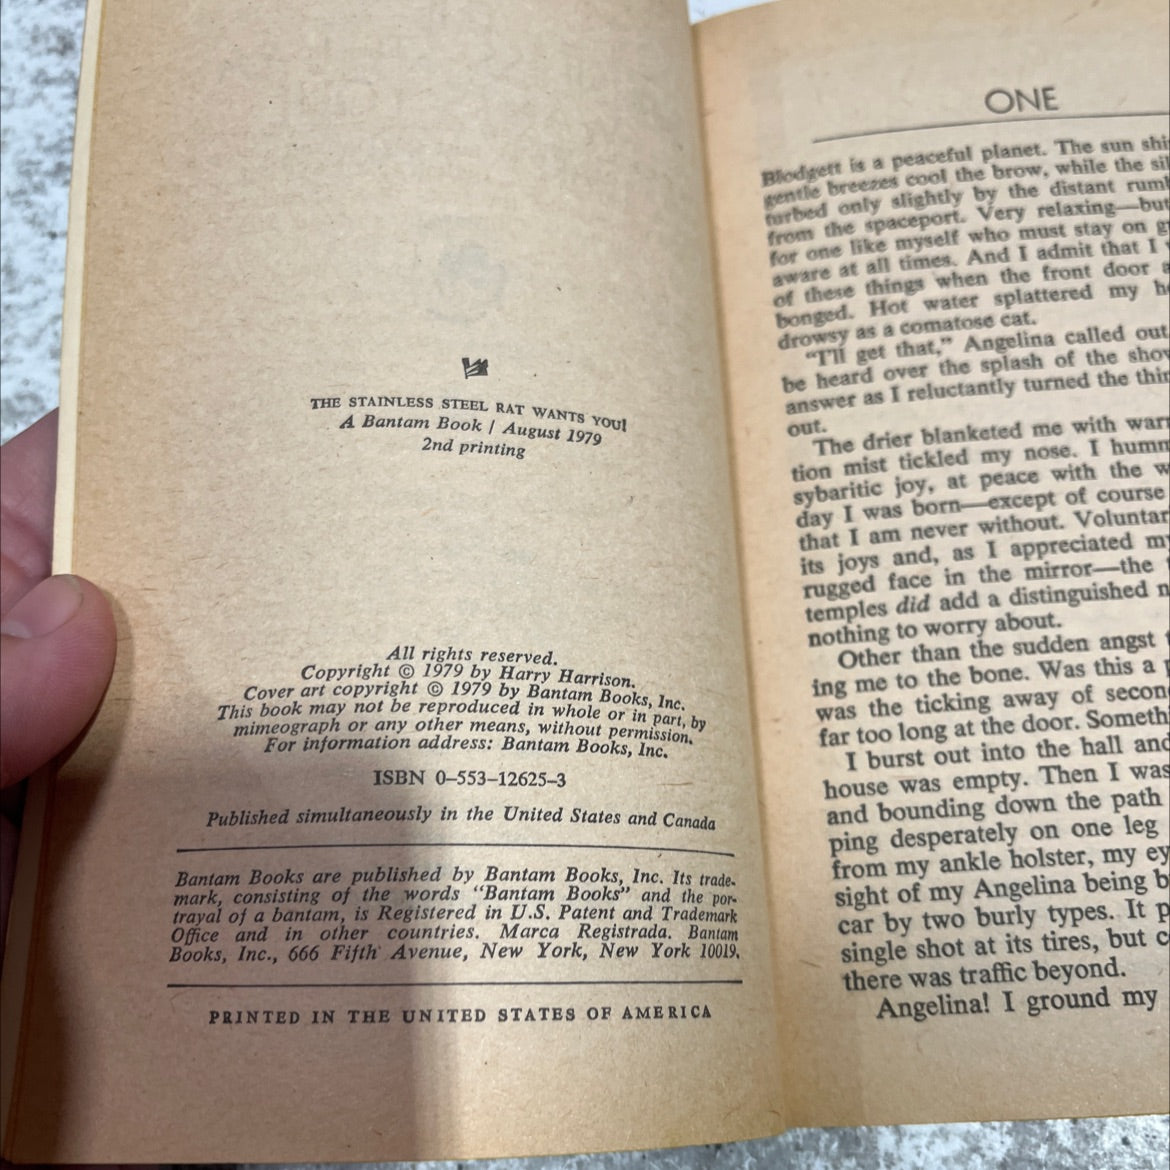 THE STAINLESS STEEL RAT WANTS YOU!
A Bantam Book / August 1979
2nd printing
All rights reserved.
Copyright © 1979 by Harry Harrison.
Cover art copyright © 1979 by Bantam Books, Inc.
This book may not be reproduced in whole or in part, by
mimeograph or any other means, without permission.
For information address: Bantam Books, Inc.
ISBN 0–553–12625–3
Published simultaneously in the United States and Canada
Bantam Books are published by Bantam Books, Inc. Its trade-
mark, consisting of the words "Bantam Books" and the por-
trayal of a bantam, is Registered in U.S. Patent and Trademark
Office and in other countries. Marca Registrada. Bantam
Books, Inc., 666 Fifth Avenue, New York, New York 10019.
PRINTED IN THE UNITED STATES OF AMERICA
ONE
Blodgett is a peaceful planet. The sun shi
gentle breezes cool the brow, while the sil
turbed only slightly by the distant rum
from the spaceport. Very relaxing—but
for one like myself who must stay on g
aware at all times. And I admit that I
of these things when the front door a
bonged. Hot water splattered my he
drowsy as a comatose cat.
"I'll get that," Angelina called out
be heard over the splash of the sho
answer as I reluctantly turned the thin
out.
The drier blanketed me with warm
tion mist tickled my nose. I humm
sybaritic joy, at peace with the w
day I was born—except of course
that I am never without. Voluntar
its joys and, as I appreciated my
rugged face in the mirror—the
temples did add a distinguished n
nothing to worry about.
Other than the sudden angst
ing me to the bone. Was this a p
was the ticking away of secon
far too long at the door. Somethi
I burst out into the hall and
house was empty. Then I was
and bounding down the path
ping desperately on one leg
from my ankle holster, my ey
sight of my Angelina being b
car by two burly types. It p
single shot at its tires, but c
there was traffic beyond.
Angelina! I ground my